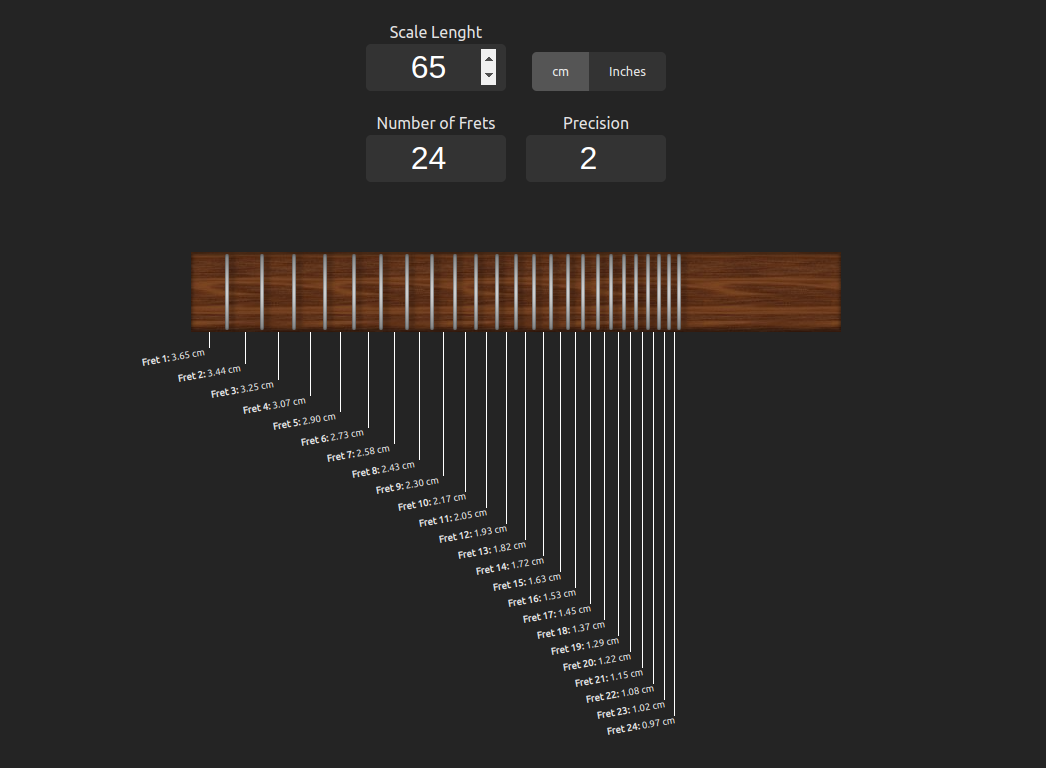 Scale Lenght
65
cm Inches
Number of Frets Precision
24 2
Fret 1: 3.65 cm
Fret 2: 3.44 cm
Fret 3: 3.25 cm
Fret 4: 3.07 cm
Fret 5: 2.90 cm
Fret 6: 2.73 cm
Fret 7: 2.58 cm
Fret 8: 2.43 cm
Fret 9: 2.30 cm
Fret 10: 2.17 cm
Fret 11: 2.05 cm
Fret 12: 1.93 cm
Fret 13: 1.82 cm
Fret 14: 1.72 cm
Fret 15: 1.63 cm
Fret 16: 1.53 cm
Fret 17: 1.45 cm
Fret 18: 1.37 cm
Fret 19: 1.29 cm
Fret 20: 1.22 cm
Fret 21: 1.15 cm
Fret 22: 1.08 cm
Fret 23: 1.02 cm
Fret 24: 0.97 cm